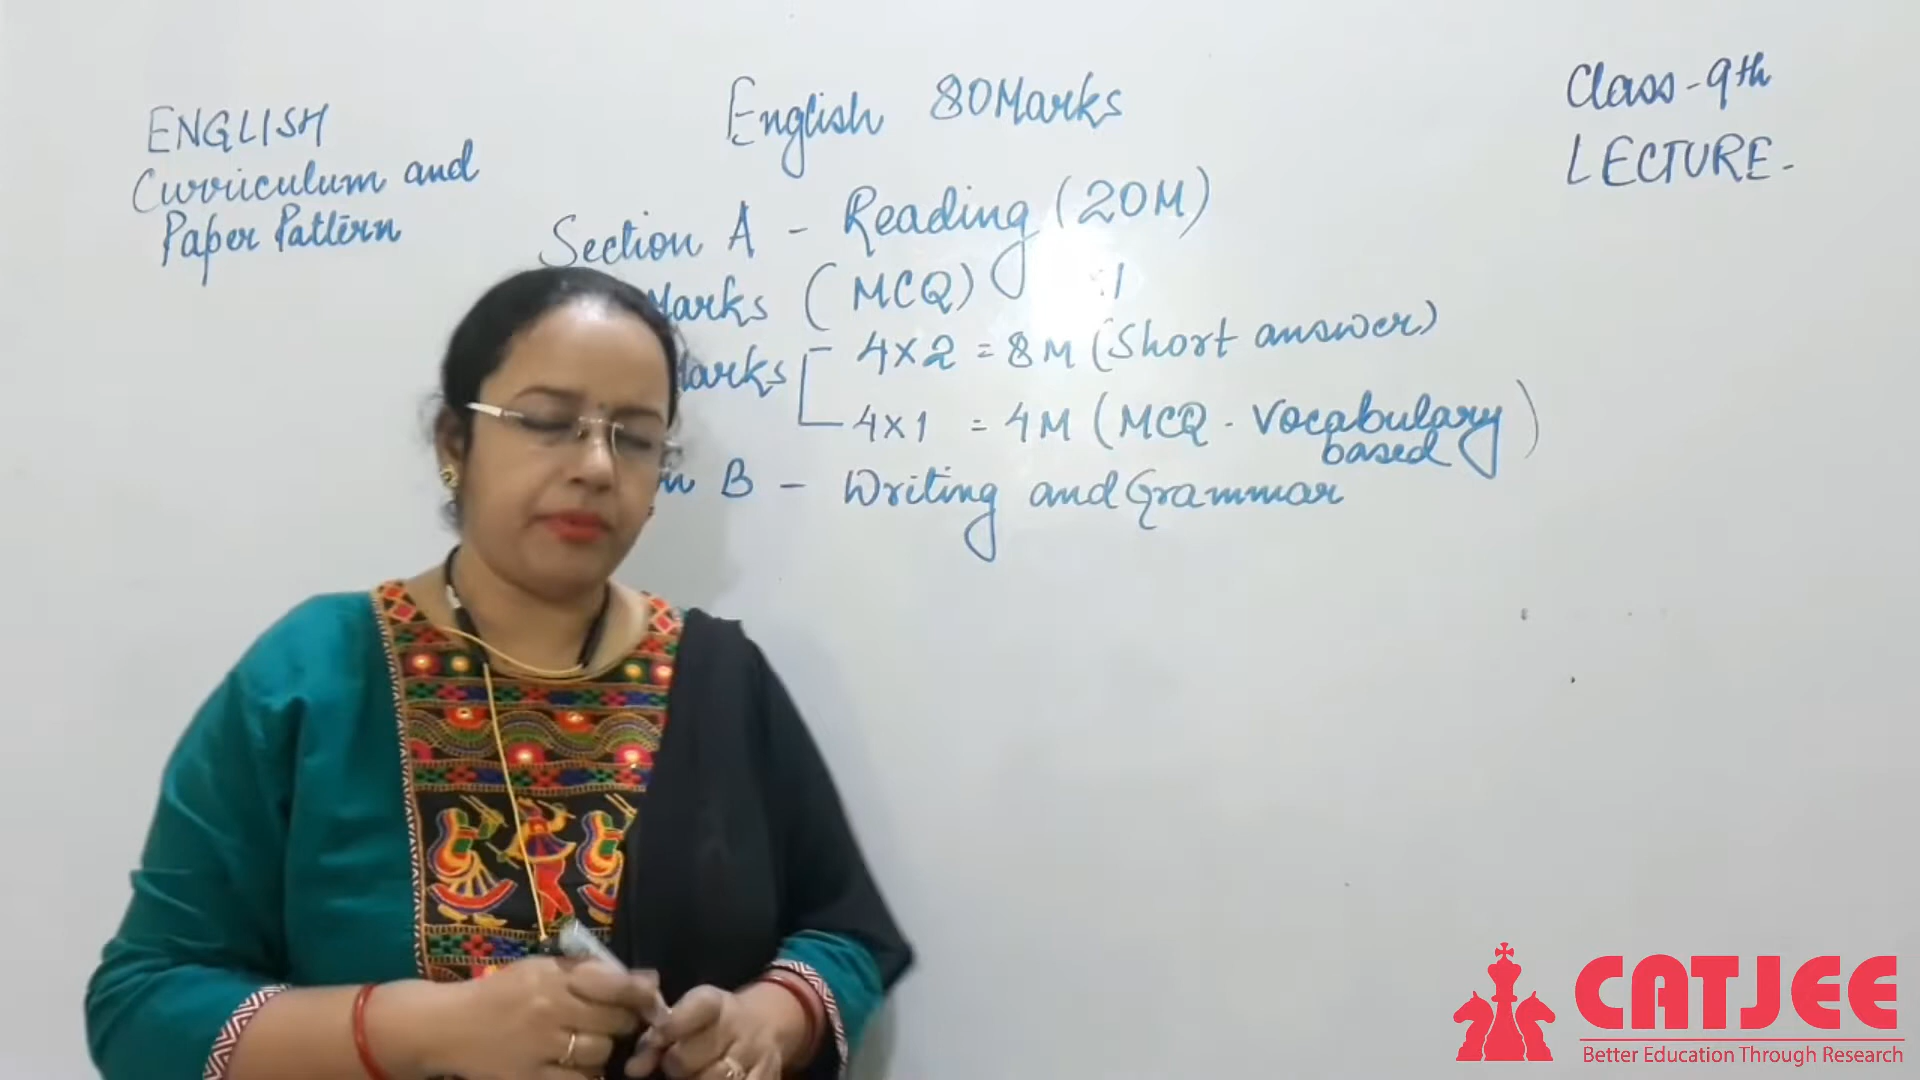 ENGLISH
Curriculum and
Paper Pattern
English 80Marks
Section A - Reading (20M)
Marks (MCQ)
4x2 = 8M (Short answer)
Marks
4x1 = 4M (MCQ - Vocabulary based)
B - Writing and Grammar
Class-9th
LECTURE-
CATJEE
Better Education Through Research